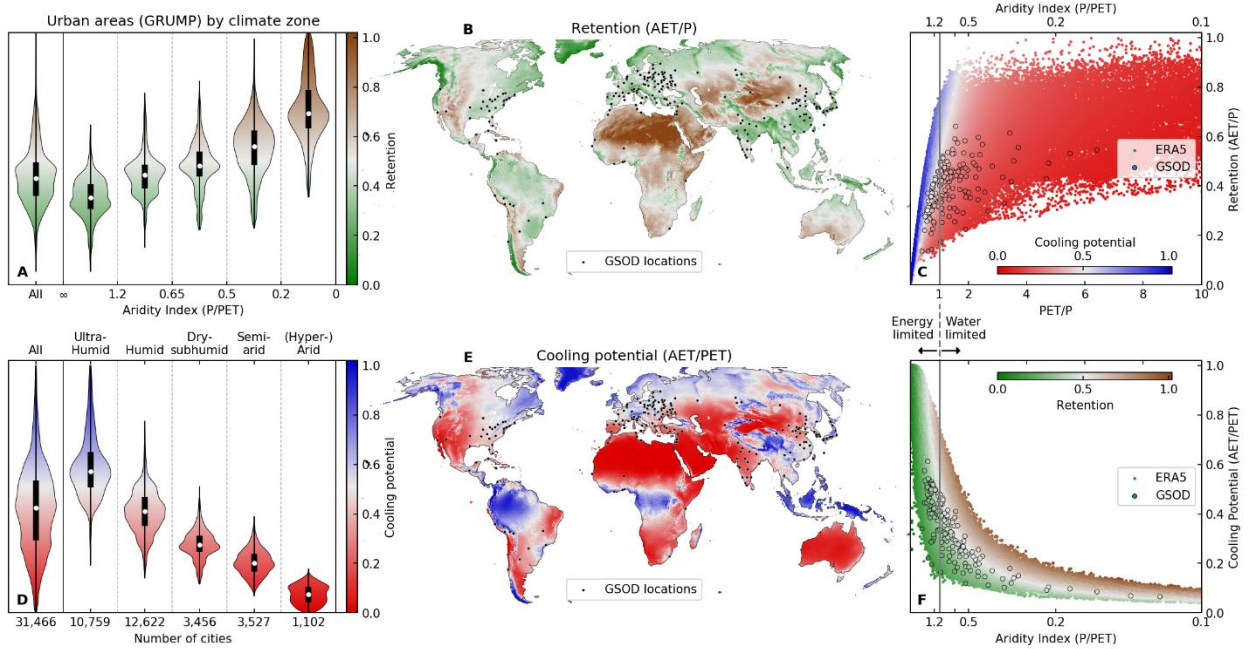 Urban areas (GRUMP) by climate zone
A
1.0
0.8
0.6
0.4
0.2
0.0
Retention
All ∞ 1.2 0.65 0.5 0.2 0
Aridity Index (P/PET)
B Retention (AET/P)
GSOD locations
Aridity Index (P/PET)
1.2 0.5 0.2 0.1
1.0
0.8
0.6
0.4
0.2
0.0
Retention (AET/P)
ERA5
GSOD
Cooling potential
0.0 0.5 1.0
C
1 2 4 6 8 10
PET/P
All Ultra-Humid Humid Dry-subhumid Semi-arid (Hyper-)Arid
D
1.0
0.8
0.6
0.4
0.2
0.0
Cooling potential
31,466 10,759 12,622 3,456 3,527 1,102
Number of cities
E Cooling potential (AET/PET)
GSOD locations
Energy limited
Water limited
0.0 0.5 1.0
Retention
ERA5
GSOD
F
1.0
0.8
0.6
0.4
0.2
0.0
Cooling Potential (AET/PET)
1.2 0.5 0.2 0.1
Aridity Index (P/PET)